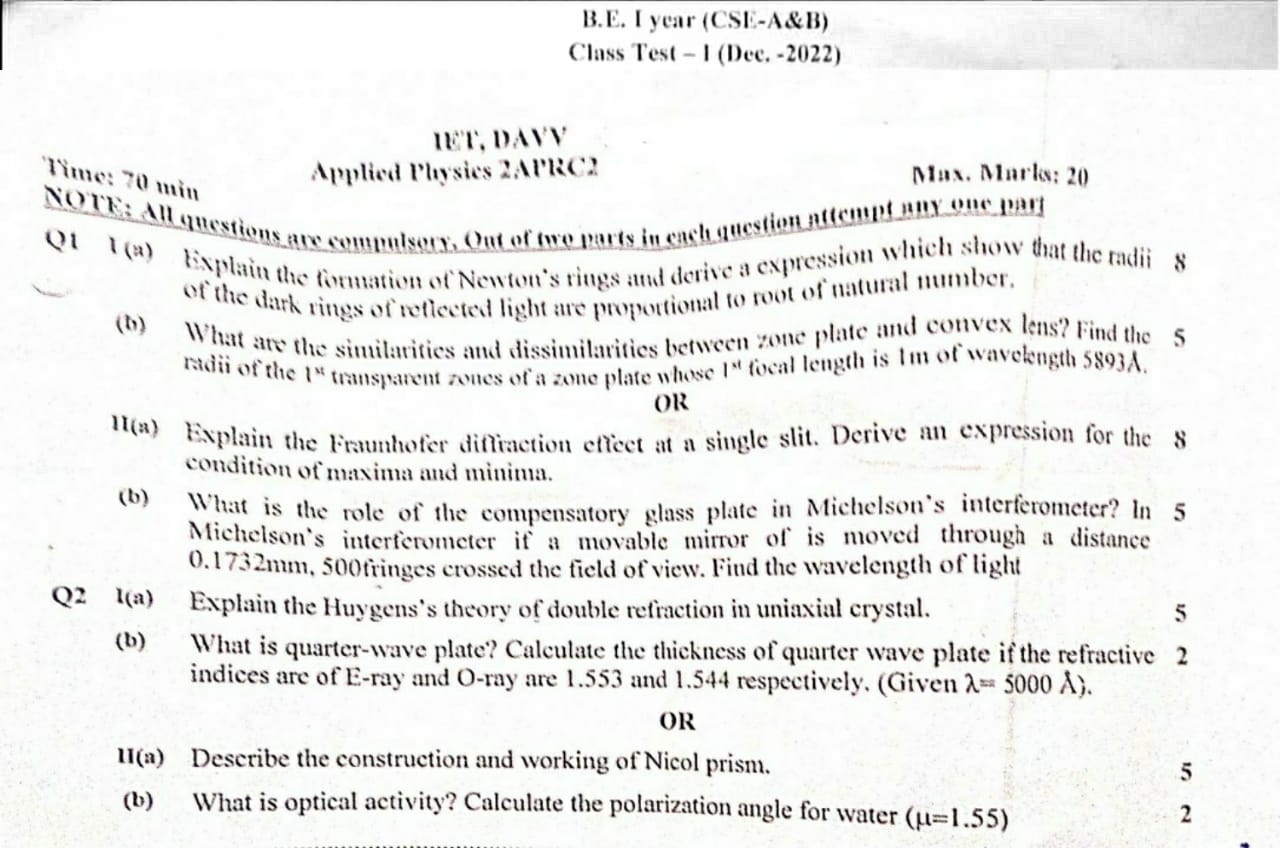 B.E. I year (CSE-A&B)
Class Test – I (Dec. -2022)
IET, DAVV
Applied Physics 2APRC2
Time: 70 min
Max. Marks: 20
NOTE: All questions are compulsory. Out of two parts in each question attempt any one part
Q1 I (a) Explain the formation of Newton's rings and derive a expression which show that the radii 8
of the dark rings of reflected light are proportional to root of natural number.
(b) What are the similarities and dissimilarities between zone plate and convex lens? Find the 5
radii of the 1st transparent zones of a zone plate whose 1st focal length is 1m of wavelength 5893Å.
OR
II(a) Explain the Fraunhofer diffraction effect at a single slit. Derive an expression for the 8
condition of maxima and minima.
(b) What is the role of the compensatory glass plate in Michelson's interferometer? In 5
Michelson's interferometer if a movable mirror of is moved through a distance
0.1732mm, 500fringes crossed the field of view. Find the wavelength of light
Q2 I(a) Explain the Huygens's theory of double refraction in uniaxial crystal. 5
(b) What is quarter-wave plate? Calculate the thickness of quarter wave plate if the refractive 2
indices are of E-ray and O-ray are 1.553 and 1.544 respectively. (Given λ= 5000 Å).
OR
II(a) Describe the construction and working of Nicol prism. 5
(b) What is optical activity? Calculate the polarization angle for water (μ=1.55) 2